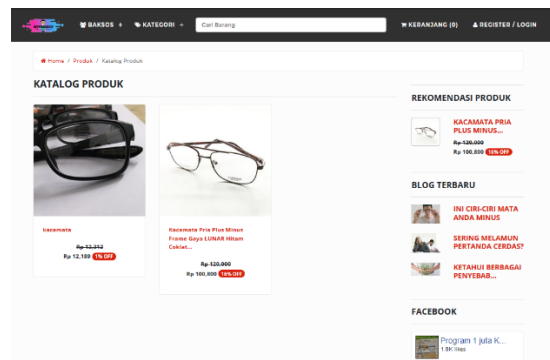 BAKSOS
KATEGORI
Cari Barang
KERANJANG (0)
REGISTER / LOGIN
Home / Produk / Katalog Produk
KATALOG PRODUK
kacamata
Rp 12,312
Rp 12,189 1% OFF
Kacamata Pria Plus Minus
Frame Gaya LUNAR Hitam
Coklat...
Rp 120,000
Rp 100,800 16% OFF
REKOMENDASI PRODUK
KACAMATA PRIA
PLUS MINUS...
Rp 120,000
Rp 100,800 16% OFF
BLOG TERBARU
INI CIRI-CIRI MATA
ANDA MINUS
SERING MELAMUN
PERTANDA CERDAS?
KETAHUI BERBAGAI
PENYEBAB...
FACEBOOK
Program 1 juta K...
1.9K likes